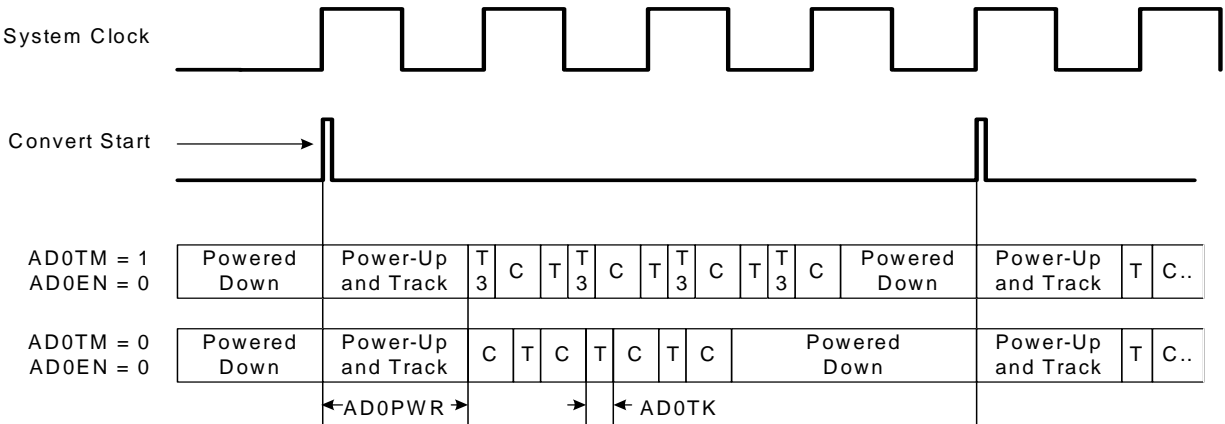 System Clock
Convert Start
AD0TM = 1
AD0EN = 0
Powered
Down
Power-Up
and Track
T
3
C
T
T
3
C
T
T
3
C
T
T
3
C
Powered
Down
Power-Up
and Track
T
C..
AD0TM = 0
AD0EN = 0
Powered
Down
Power-Up
and Track
C
T
C
T
C
T
C
Powered
Down
Power-Up
and Track
T
C..
AD0PWR
AD0TK